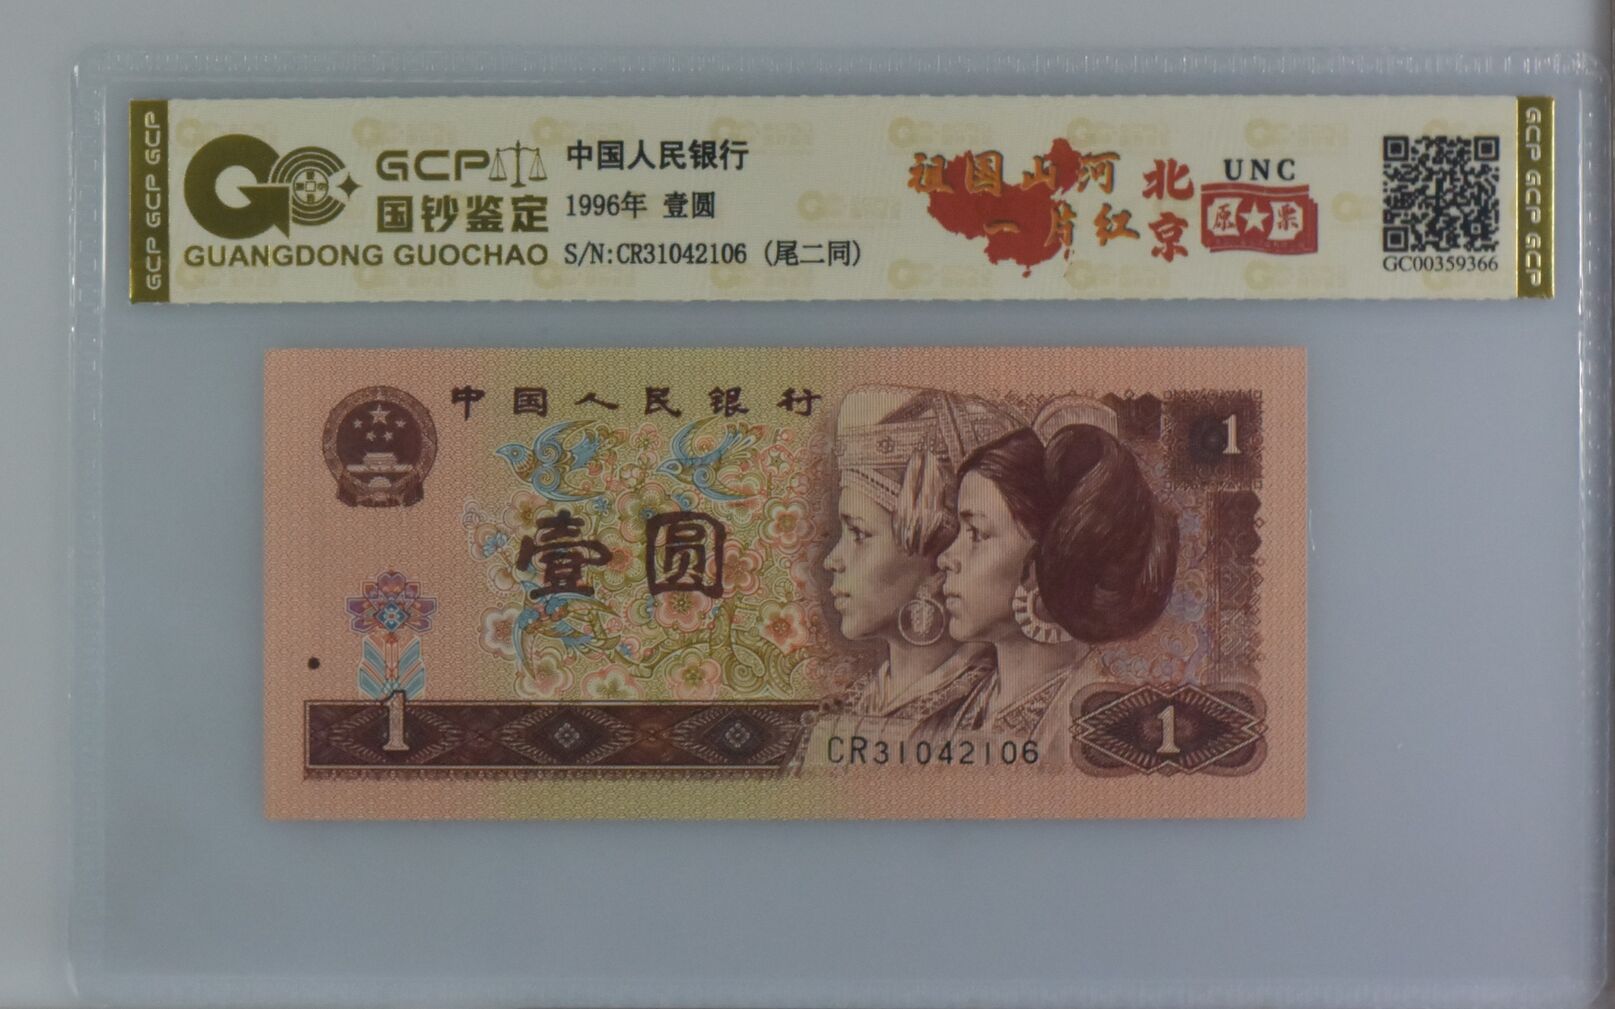 GCP GCP GCP
GCP
国钞鉴定
GUANGDONG GUOCHAO
中国人民银行
1996年 壹圆
S/N:CR31042106 (尾二同)
祖国山河
一片红
北京
UNC
原票
GC00359366
GCP GCP GCP
中国人民银行
1
壹圆
1
CR31042106
1